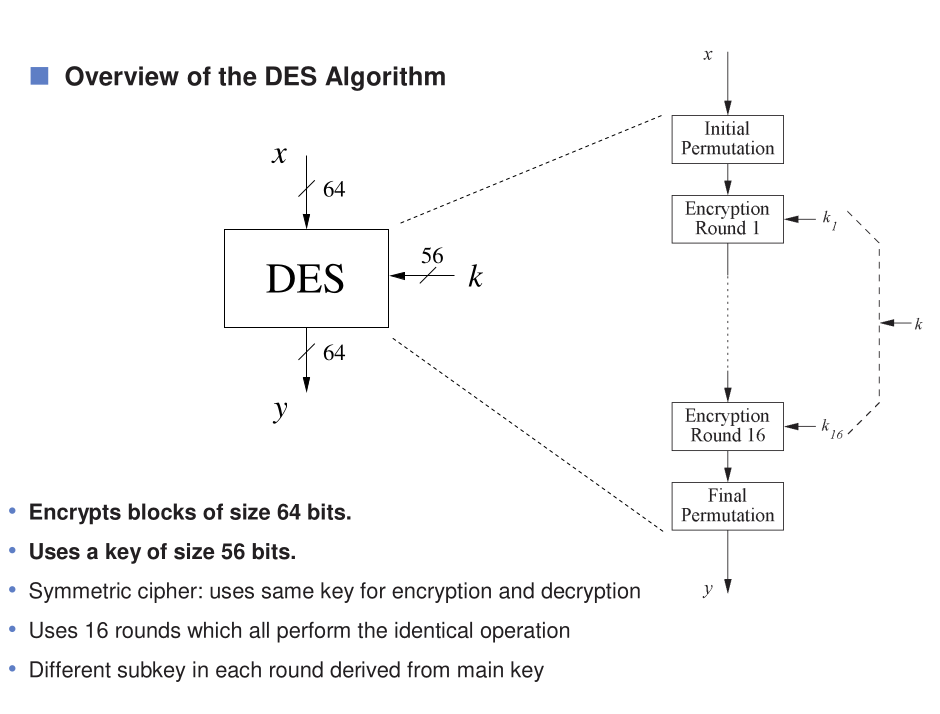 Overview of the DES Algorithm
x
64
DES
56
k
64
y
x
Initial
Permutation
Encryption
Round 1
k1
k
Encryption
Round 16
k16
Final
Permutation
y
• Encrypts blocks of size 64 bits.
• Uses a key of size 56 bits.
• Symmetric cipher: uses same key for encryption and decryption
• Uses 16 rounds which all perform the identical operation
• Different subkey in each round derived from main key